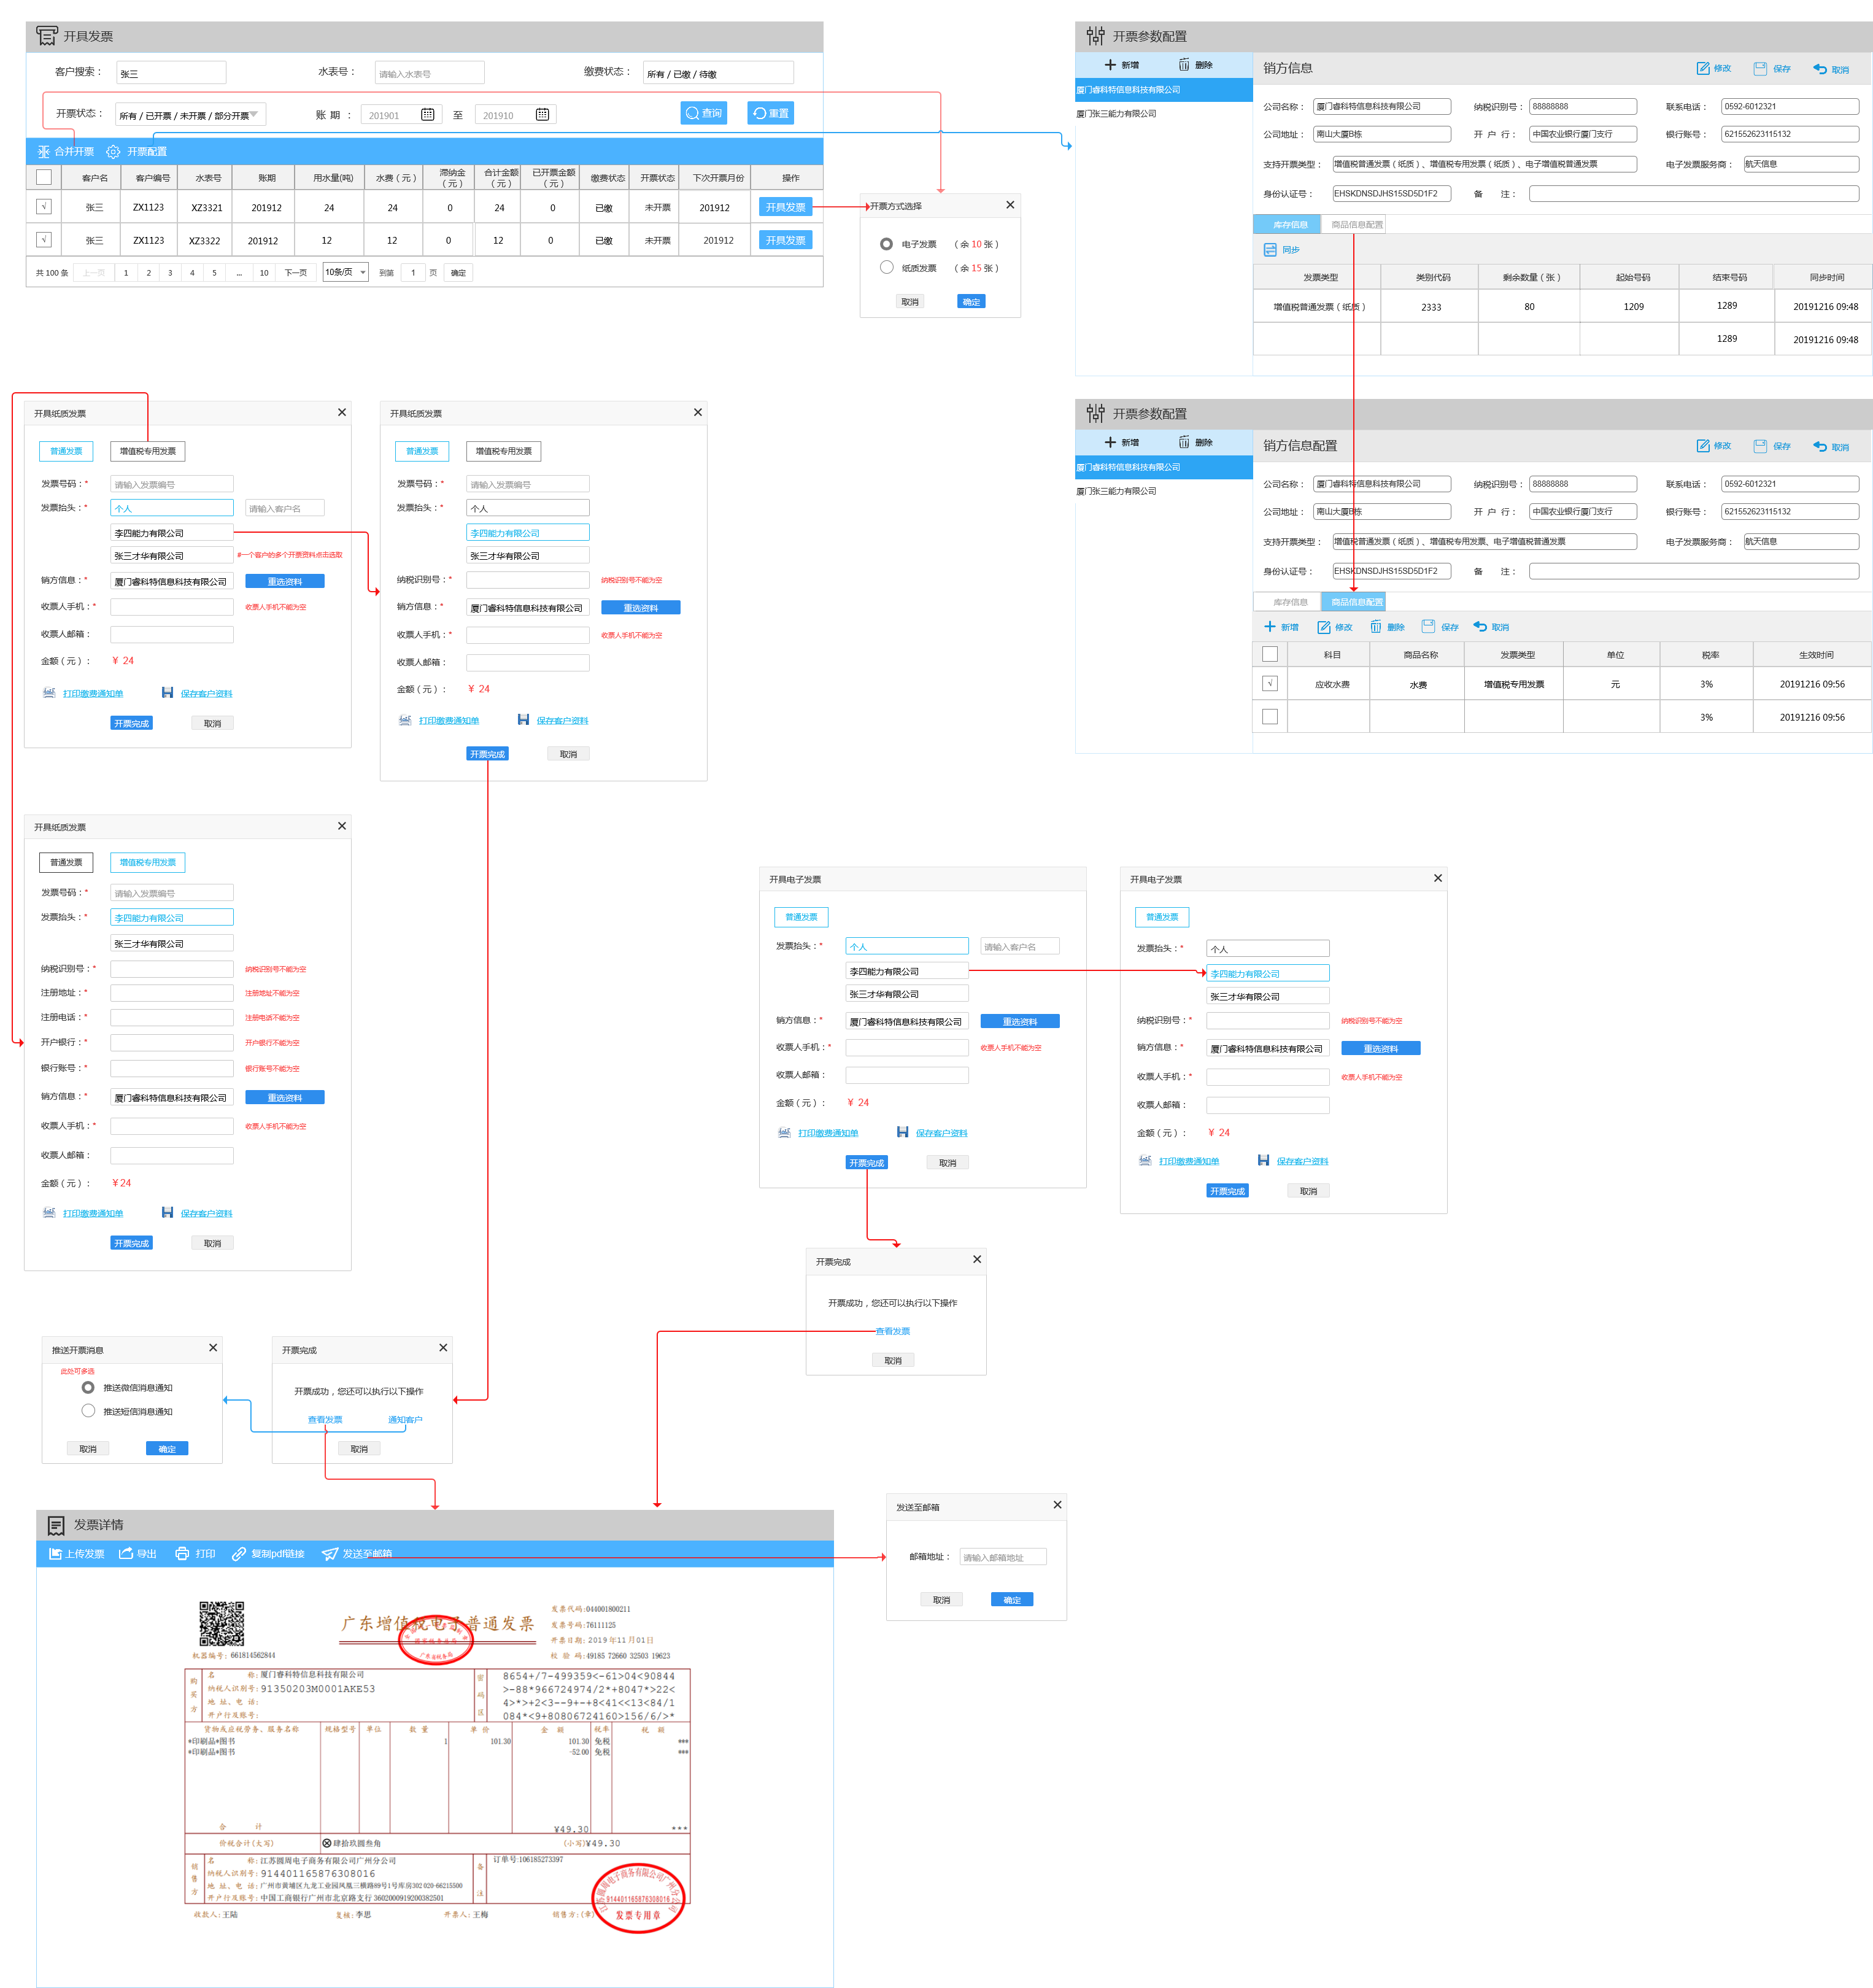 开具发票
客户搜索： 张三 水表号： 请输入水表号 缴费状态： 所有 / 已缴 / 待缴
开票状态： 所有 / 已开票 / 未开票 / 部分开票 账 期 ： 201901 至 201910 查询 重置
合并开票 开票配置
客户名 客户编号 水表号 账期 用水量(吨) 水费（元） 滞纳金（元） 合计金额（元） 已开票金额（元） 缴费状态 开票状态 下次开票月份 操作
√ 张三 ZX1123 XZ3321 201912 24 24 0 24 0 已缴 未开票 201912 开具发票
√ 张三 ZX1123 XZ3322 201912 12 12 0 12 0 已缴 未开票 201912 开具发票
共 100 条 上一页 1 2 3 4 5 ... 10 下一页 10条/页 到第 1 页 确定
开票方式选择
电子发票 （ 余 10 张 ）
纸质发票 （ 余 15 张 ）
取消 确定
开票参数配置
新增 删除
厦门睿科特信息科技有限公司
厦门张三能力有限公司
销方信息 修改 保存 取消
公司名称： 厦门睿科特信息科技有限公司 纳税识别号： 88888888 联系电话： 0592-6012321
公司地址： 南山大厦B栋 开 户 行： 中国农业银行厦门支行 银行账号： 621552623115132
支持开票类型： 增值税普通发票（纸质）、增值税专用发票（纸质）、电子增值税普通发票 电子发票服务商： 航天信息
身份认证号： EHSKDNSDJHS15SD5D1F2 备 注：
库存信息 商品信息配置
同步
发票类型 类别代码 剩余数量（张） 起始号码 结束号码 同步时间
增值税普通发票（纸质） 2333 80 1209 1289 20191216 09:48
1289 20191216 09:48
开票参数配置
新增 删除
厦门睿科特信息科技有限公司
厦门张三能力有限公司
销方信息配置 修改 保存 取消
公司名称： 厦门睿科特信息科技有限公司 纳税识别号： 88888888 联系电话： 0592-6012321
公司地址： 南山大厦B栋 开 户 行： 中国农业银行厦门支行 银行账号： 621552623115132
支持开票类型： 增值税普通发票（纸质）、增值税专用发票、电子增值税普通发票 电子发票服务商： 航天信息
身份认证号： EHSKDNSDJHS15SD5D1F2 备 注：
库存信息 商品信息配置
新增 修改 删除 保存 取消
科目 商品名称 发票类型 单位 税率 生效时间
√ 应收水费 水费 增值税专用发票 元 3% 20191216 09:56
3% 20191216 09:56
开具纸质发票
普通发票 增值税专用发票
发票号码：* 请输入发票编号
发票抬头：* 个人 请输入客户名
李四能力有限公司
张三才华有限公司 #一个客户的多个开票资料点击选取
销方信息：* 厦门睿科特信息科技有限公司 重选资料
收票人手机：* 收票人手机不能为空
收票人邮箱：
金额（元）： ￥ 24
打印缴费通知单 保存客户资料
开票完成 取消
开具纸质发票
普通发票 增值税专用发票
发票号码：* 请输入发票编号
发票抬头：* 个人
李四能力有限公司
张三才华有限公司
纳税识别号：* 纳税识别号不能为空
销方信息：* 厦门睿科特信息科技有限公司 重选资料
收票人手机：* 收票人手机不能为空
收票人邮箱：
金额（元）： ￥ 24
打印缴费通知单 保存客户资料
开票完成 取消
开具纸质发票
普通发票 增值税专用发票
发票号码：* 请输入发票编号
发票抬头：* 李四能力有限公司
张三才华有限公司
纳税识别号：* 纳税识别号不能为空
注册地址：* 注册地址不能为空
注册电话：* 注册电话不能为空
开户银行：* 开户银行不能为空
银行账号：* 银行账号不能为空
销方信息：* 厦门睿科特信息科技有限公司 重选资料
收票人手机：* 收票人手机不能为空
收票人邮箱：
金额（元）： ￥24
打印缴费通知单 保存客户资料
开票完成 取消
开具电子发票
普通发票
发票抬头：* 个人 请输入客户名
李四能力有限公司
张三才华有限公司
销方信息：* 厦门睿科特信息科技有限公司 重选资料
收票人手机：* 收票人手机不能为空
收票人邮箱：
金额（元）： ￥ 24
打印缴费通知单 保存客户资料
开票完成 取消
开具电子发票
普通发票
发票抬头：* 个人
李四能力有限公司
张三才华有限公司
纳税识别号：* 纳税识别号不能为空
销方信息：* 厦门睿科特信息科技有限公司 重选资料
收票人手机：* 收票人手机不能为空
收票人邮箱：
金额（元）： ￥ 24
打印缴费通知单 保存客户资料
开票完成 取消
开票完成
开票成功，您还可以执行以下操作
查看发票
取消
推送开票消息
此处可多选
推送微信消息通知
推送短信消息通知
取消 确定
开票完成
开票成功，您还可以执行以下操作
查看发票 通知客户
取消
发票详情
上传发票 导出 打印 复制pdf链接 发送至邮箱
发送至邮箱
邮箱地址： 请输入邮箱地址
取消 确定
广东增值税电子普通发票
广东省税务局
机器编号: 661814562844
发票代码:044001800211
发票号码:76111125
开票日期: 2019 年11 月01日
校 验 码:49185 72660 32503 19623
购买方
名 称:厦门睿科特信息科技有限公司
纳税人识别号:91350203M0001AKE53
地 址、电 话:
开户行及账号:
密码区
8654+/7-499359<-61>04<90844
>-88*966724974/2*+8047*>22<
4>*>+2<3--9+-+8<41<<13<84/1
084*<9+80806724160>156/6/>*
货物或应税劳务、服务名称 规格型号 单位 数 量 单 价 金 额 税率 税 额
*印刷品*图书 1 101.30 101.30 免税 ***
*印刷品*图书 -52.00 免税 ***
合 计 ¥49.30 ***
价税合计(大写) ⊗肆拾玖圆叁角 (小写)¥49.30
销售方
名 称:江苏圆周电子商务有限公司广州分公司
纳税人识别号:914401165876308016
地 址、电 话:广州市黄埔区九龙工业园凤凰三横路89号1号库房302 020-66215500
开户行及账号:中国工商银行广州市北京路支行 3602000919200382501
备注
订单号:106185273397
江苏圆周电子商务有限公司广州分公司
914401165876308016
发票专用章
收款人:王陆 复核:李思 开票人:王梅 销售方:(章)